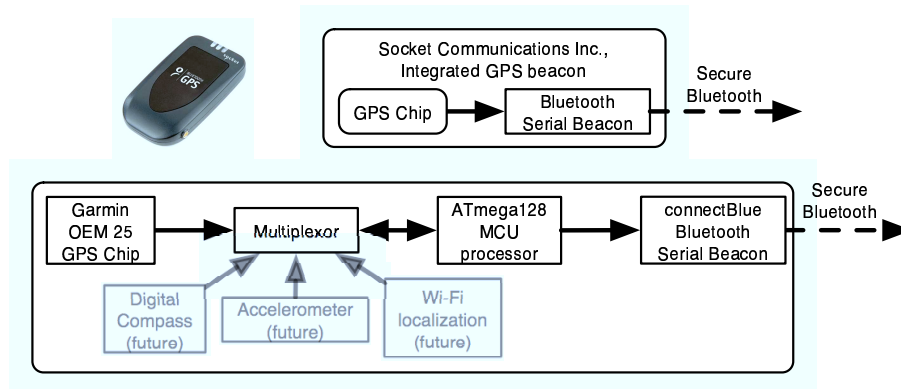 Socket Communications Inc.,
Integrated GPS beacon
GPS Chip
Bluetooth
Serial Beacon
Secure
Bluetooth
GPS
Garmin
OEM 25
GPS Chip
Multiplexor
ATmega128
MCU
processor
connectBlue
Bluetooth
Serial Beacon
Secure
Bluetooth
Digital
Compass
(future)
Accelerometer
(future)
Wi-Fi
localization
(future)